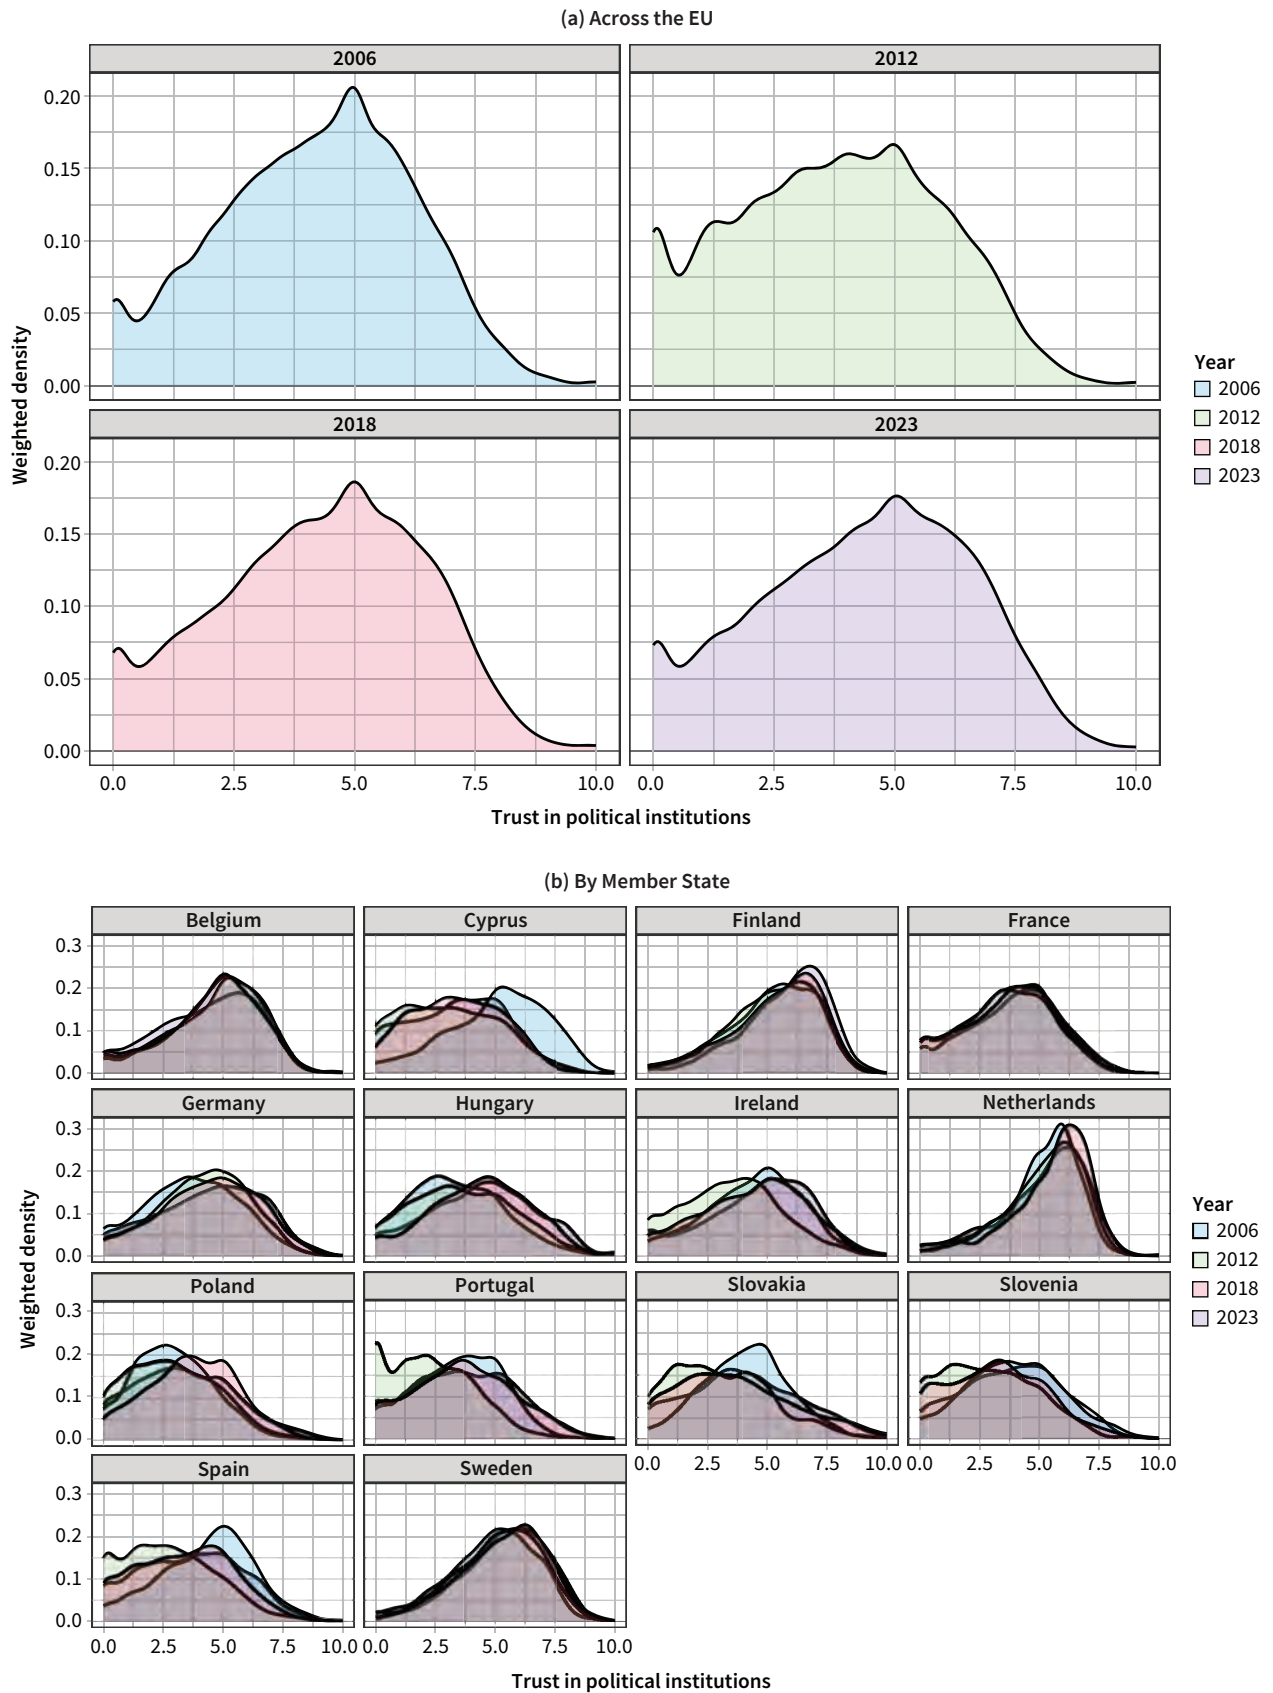 (a) Across the EU
2006 2012
0.20
0.15
0.10
0.05
0.00
Weighted density
Year
2006
2012
2018
2023
2018 2023
0.20
0.15
0.10
0.05
0.00
0.0 2.5 5.0 7.5 10.0 0.0 2.5 5.0 7.5 10.0
Trust in political institutions
(b) By Member State
Belgium Cyprus Finland France
0.3
0.2
0.1
0.0
Germany Hungary Ireland Netherlands
0.3
0.2
0.1
0.0
Weighted density
Year
2006
2012
2018
2023
Poland Portugal Slovakia Slovenia
0.3
0.2
0.1
0.0
0.0 2.5 5.0 7.5 10.0 0.0 2.5 5.0 7.5 10.0
Spain Sweden
0.3
0.2
0.1
0.0
0.0 2.5 5.0 7.5 10.0 0.0 2.5 5.0 7.5 10.0
Trust in political institutions